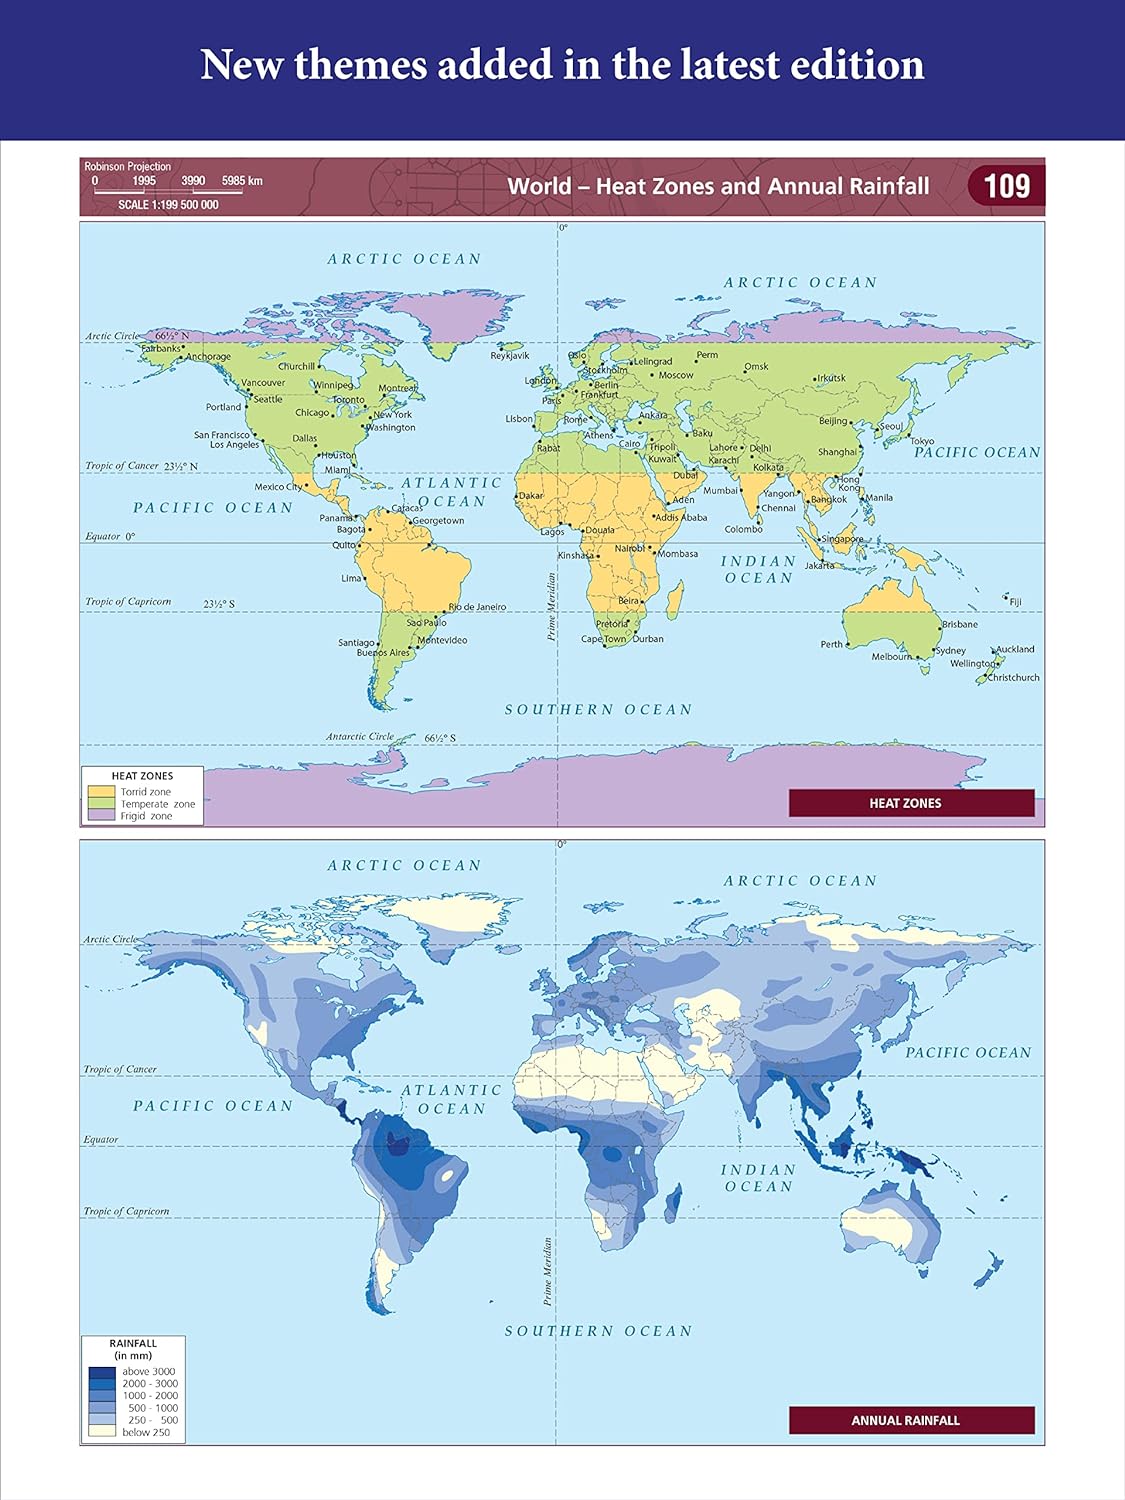 New themes added in the latest edition
Robinson Projection
0 1995 3990 5985 km
SCALE 1:199 500 000
World – Heat Zones and Annual Rainfall
109
0°
ARCTIC OCEAN
ARCTIC OCEAN
Arctic Circle 66½° N
Fairbanks
Anchorage
Reykjavik
Oslo
Stockholm
Lelingrad
Perm
Moscow
Omsk
Irkutsk
Churchill
Vancouver
Winnipeg
Montreal
London
Berlin
Seattle
Toronto
Paris
Frankfurt
Portland
Chicago
New York
Washington
Lisbon
Rome
Ankara
Beijing
Seoul
San Francisco
Los Angeles
Dallas
Athens
Baku
Tokyo
Rabat
Cairo
Tripoli
Lahore
Delhi
Shanghai
PACIFIC OCEAN
Houston
Kuwait
Karachi
Tropic of Cancer 23½° N
Miami
Dubai
Kolkata
Mexico City
ATLANTIC
OCEAN
Hong
Kong
Dakar
Aden
Mumbai
Yangon
Bangkok
Manila
PACIFIC OCEAN
Caracas
Chennai
Panama
Georgetown
Addis Ababa
Bagota
Lagos
Douala
Colombo
Equator 0°
Quito
Nairobi
Singapore
Kinshasa
Mombasa
INDIAN
OCEAN
Jakarta
Lima
Tropic of Capricorn 23½° S
Rio de Janeiro
Prime Meridian
Beira
Fiji
Sao Paulo
Pretoria
Brisbane
Santiago
Montevideo
Cape Town
Durban
Perth
Buenos Aires
Sydney
Auckland
Melbourn
Wellington
Christchurch
SOUTHERN OCEAN
Antarctic Circle 66½° S
HEAT ZONES
Torrid zone
Temperate zone
Frigid zone
HEAT ZONES
0°
ARCTIC OCEAN
ARCTIC OCEAN
Arctic Circle
PACIFIC OCEAN
Tropic of Cancer
ATLANTIC
OCEAN
PACIFIC OCEAN
Equator
INDIAN
OCEAN
Tropic of Capricorn
Prime Meridian
SOUTHERN OCEAN
RAINFALL
(in mm)
above 3000
2000 - 3000
1000 - 2000
500 - 1000
250 - 500
below 250
ANNUAL RAINFALL